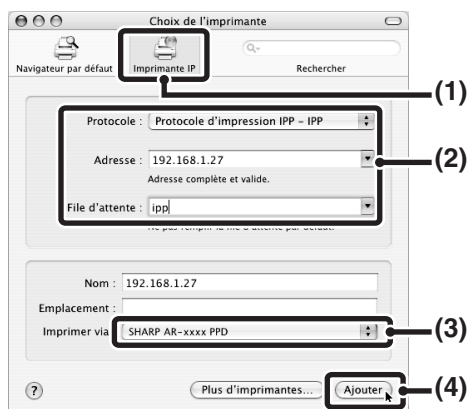 Choix de l'imprimante
Navigateur par défaut
Imprimante IP
Rechercher
(1)
Protocole : Protocole d'impression IPP – IPP
Adresse : 192.168.1.27
(2)
Adresse complète et valide.
File d'attente : ipp
Nom : 192.168.1.27
Emplacement :
Imprimer via SHARP AR-xxxx PPD
(3)
? Plus d'imprimantes... Ajouter
(4)